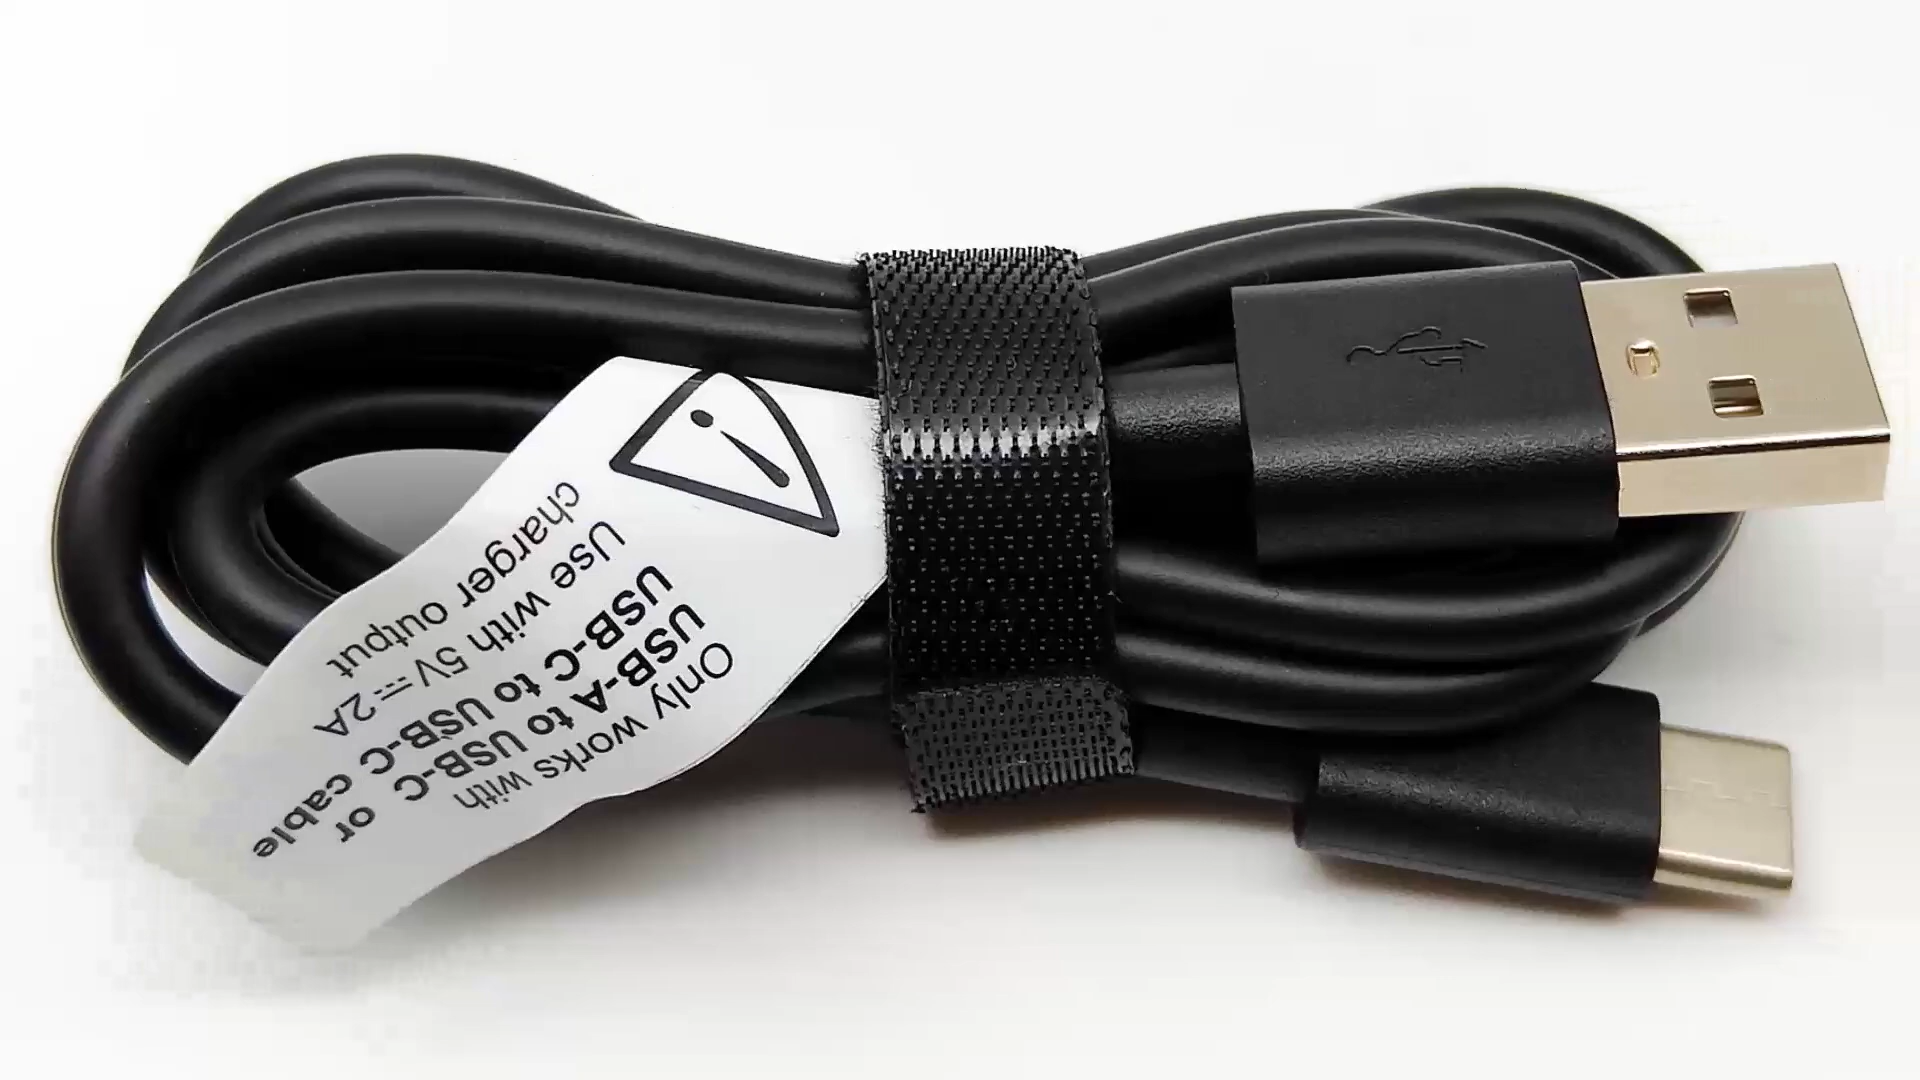 Only works with
USB-A to USB-C or
USB-C to USB-C cable
Use with 5V⎓2A
charger output